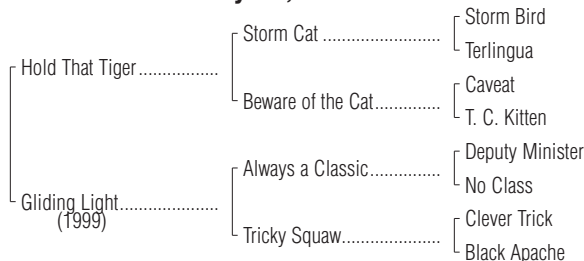 Storm Bird
Storm Cat ........................
Terlingua
Hold That Tiger................
Caveat
Beware of the Cat.............
T. C. Kitten
Deputy Minister
Always a Classic..............
No Class
Gliding Light....................
(1999)
Clever Trick
Tricky Squaw....................
Black Apache